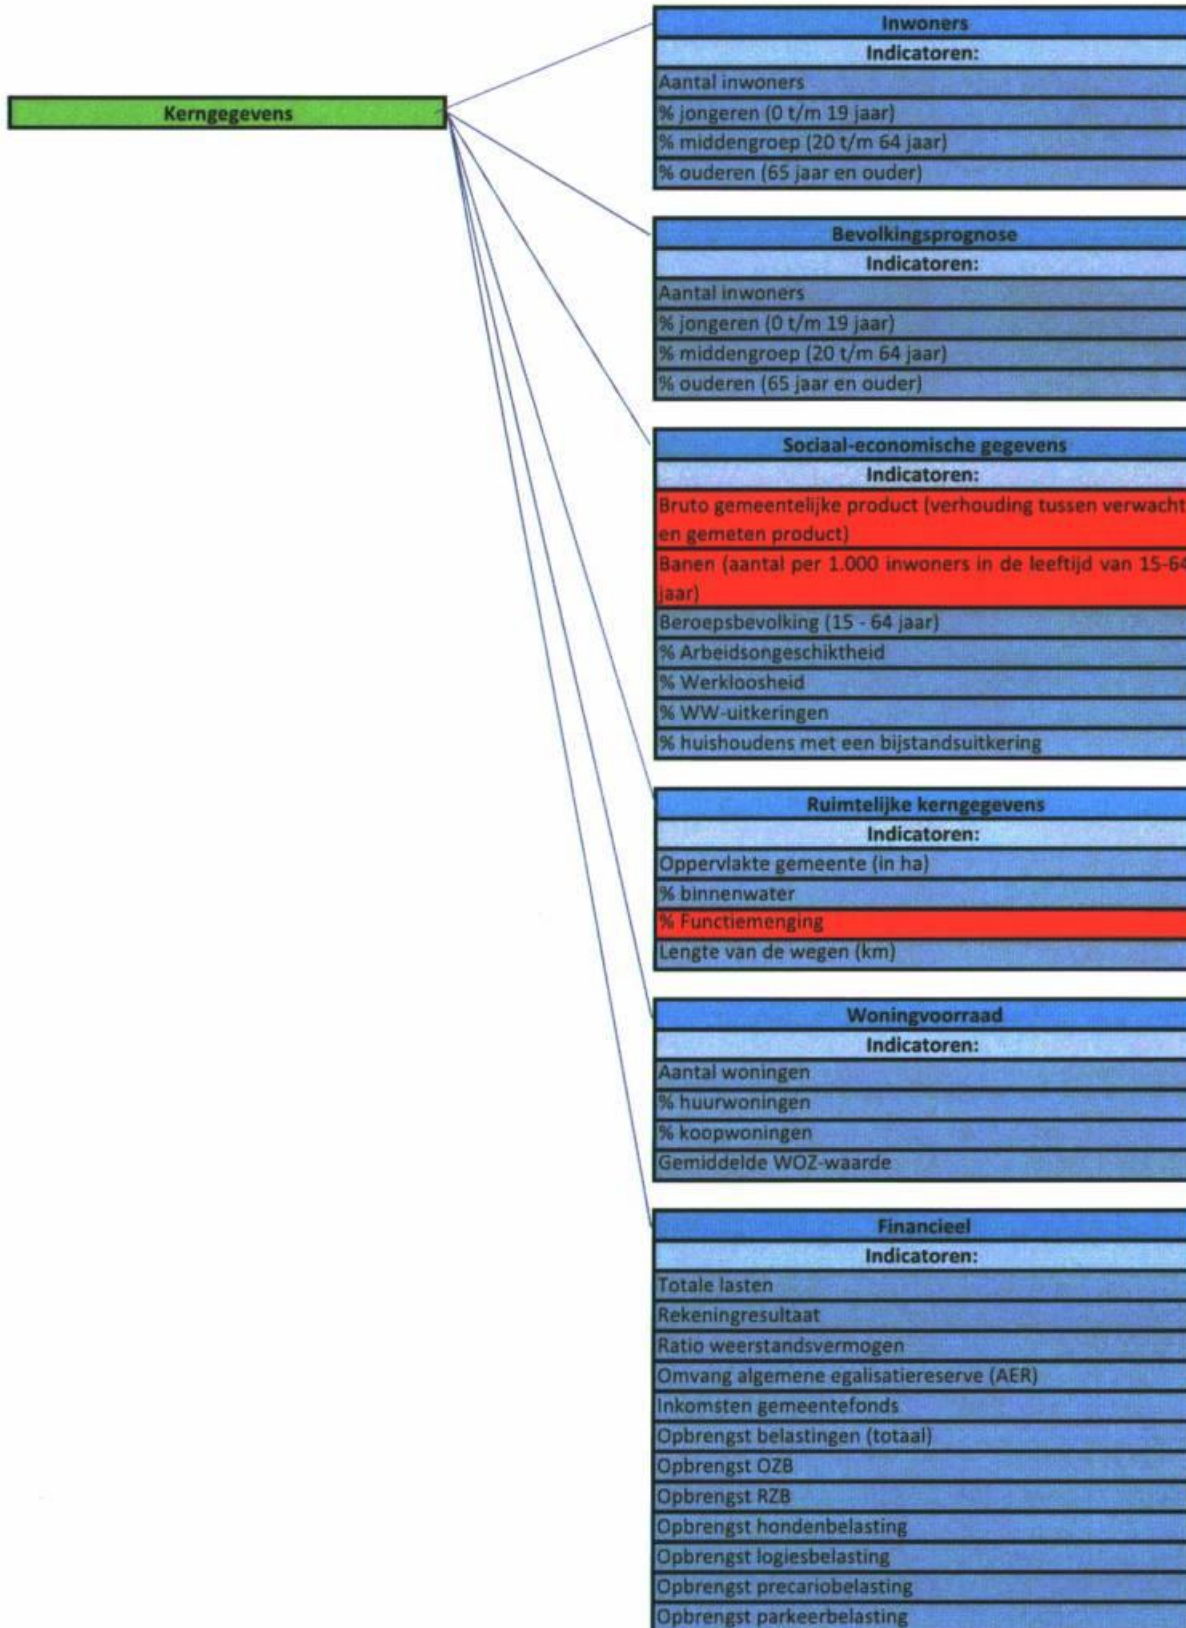 Kerngegevens
Inwoners
Indicatoren:
Aantal inwoners
% jongeren (0 t/m 19 jaar)
% middengroep (20 t/m 64 jaar)
% ouderen (65 jaar en ouder)
Bevolkingsprognose
Indicatoren:
Aantal inwoners
% jongeren (0 t/m 19 jaar)
% middengroep (20 t/m 64 jaar)
% ouderen (65 jaar en ouder)
Sociaal-economische gegevens
Indicatoren:
Bruto gemeentelijke product (verhouding tussen verwacht
en gemeten product)
Banen (aantal per 1.000 inwoners in de leeftijd van 15-64
jaar)
Beroepsbevolking (15 - 64 jaar)
% Arbeidsongeschiktheid
% Werkloosheid
% WW-uitkeringen
% huishoudens met een bijstandsuitkering
Ruimtelijke kerngegevens
Indicatoren:
Oppervlakte gemeente (in ha)
% binnenwater
% Functiemenging
Lengte van de wegen (km)
Woningvoorraad
Indicatoren:
Aantal woningen
% huurwoningen
% koopwoningen
Gemiddelde WOZ-waarde
Financieel
Indicatoren:
Totale lasten
Rekeningresultaat
Ratio weerstandsvermogen
Omvang algemene egalisatiereserve (AER)
Inkomsten gemeentefonds
Opbrengst belastingen (totaal)
Opbrengst OZB
Opbrengst RZB
Opbrengst hondenbelasting
Opbrengst logiesbelasting
Opbrengst precariobelasting
Opbrengst parkeerbelasting